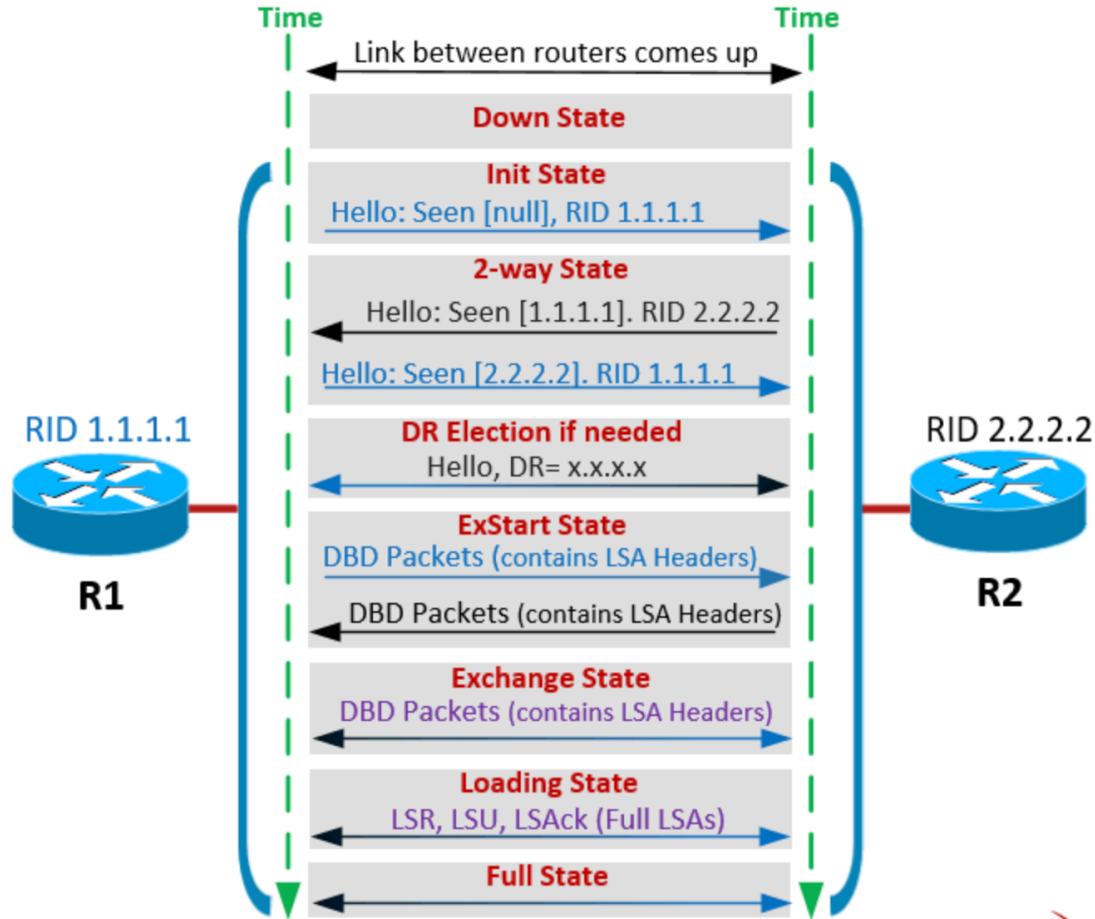 Time
Time
Link between routers comes up
Down State
Init State
Hello: Seen [null], RID 1.1.1.1
2-way State
Hello: Seen [1.1.1.1]. RID 2.2.2.2
Hello: Seen [2.2.2.2]. RID 1.1.1.1
RID 1.1.1.1
R1
RID 2.2.2.2
R2
DR Election if needed
Hello, DR= x.x.x.x
ExStart State
DBD Packets (contains LSA Headers)
DBD Packets (contains LSA Headers)
Exchange State
DBD Packets (contains LSA Headers)
Loading State
LSR, LSU, LSAck (Full LSAs)
Full State